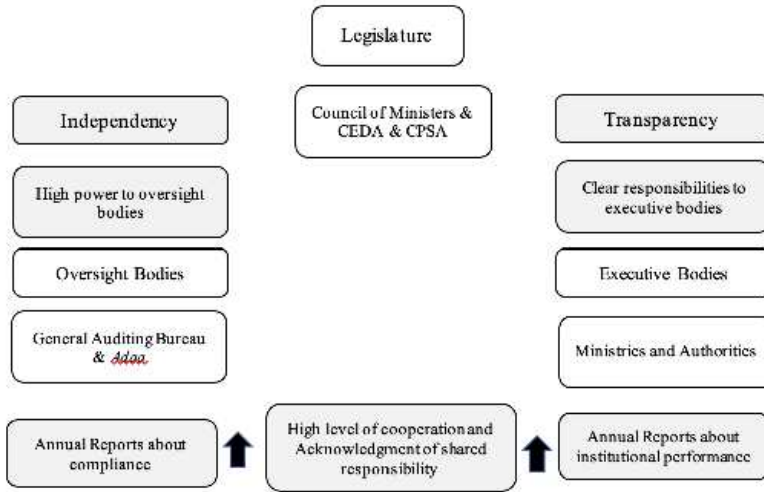 Legislature
Council of Ministers &
CEDA & CPSA
Independency
High power to oversight
bodies
Oversight Bodies
General Auditing Bureau
& Adaa
Annual Reports about
compliance
High level of cooperation and
Acknowledgment of shared
responsibility
Transparency
Clear responsibilities to
executive bodies
Executive Bodies
Ministries and Authorities
Annual Reports about
institutional performance